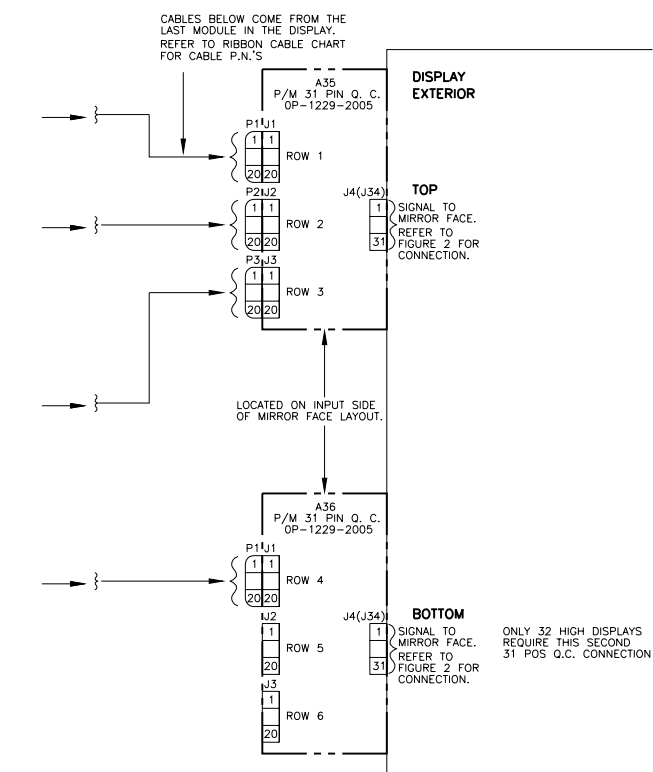 CABLES BELOW COME FROM THE
LAST MODULE IN THE DISPLAY.
REFER TO RIBBON CABLE CHART
FOR CABLE P.N.'S
A35
P/M 31 PIN Q. C.
0P-1229-2005
DISPLAY
EXTERIOR
P1 J1
1 1
ROW 1
20 20
P2 J2
1 1
ROW 2
20 20
P3 J3
1 1
ROW 3
20 20
J4(J34)
1
31
TOP
SIGNAL TO
MIRROR FACE.
REFER TO
FIGURE 2 FOR
CONNECTION.
LOCATED ON INPUT SIDE
OF MIRROR FACE LAYOUT.
A36
P/M 31 PIN Q. C.
0P-1229-2005
P1 J1
1 1
ROW 4
20 20
J2
1
ROW 5
20
J3
1
ROW 6
20
J4(J34)
1
31
BOTTOM
SIGNAL TO
MIRROR FACE.
REFER TO
FIGURE 2 FOR
CONNECTION.
ONLY 32 HIGH DISPLAYS
REQUIRE THIS SECOND
31 POS Q.C. CONNECTION